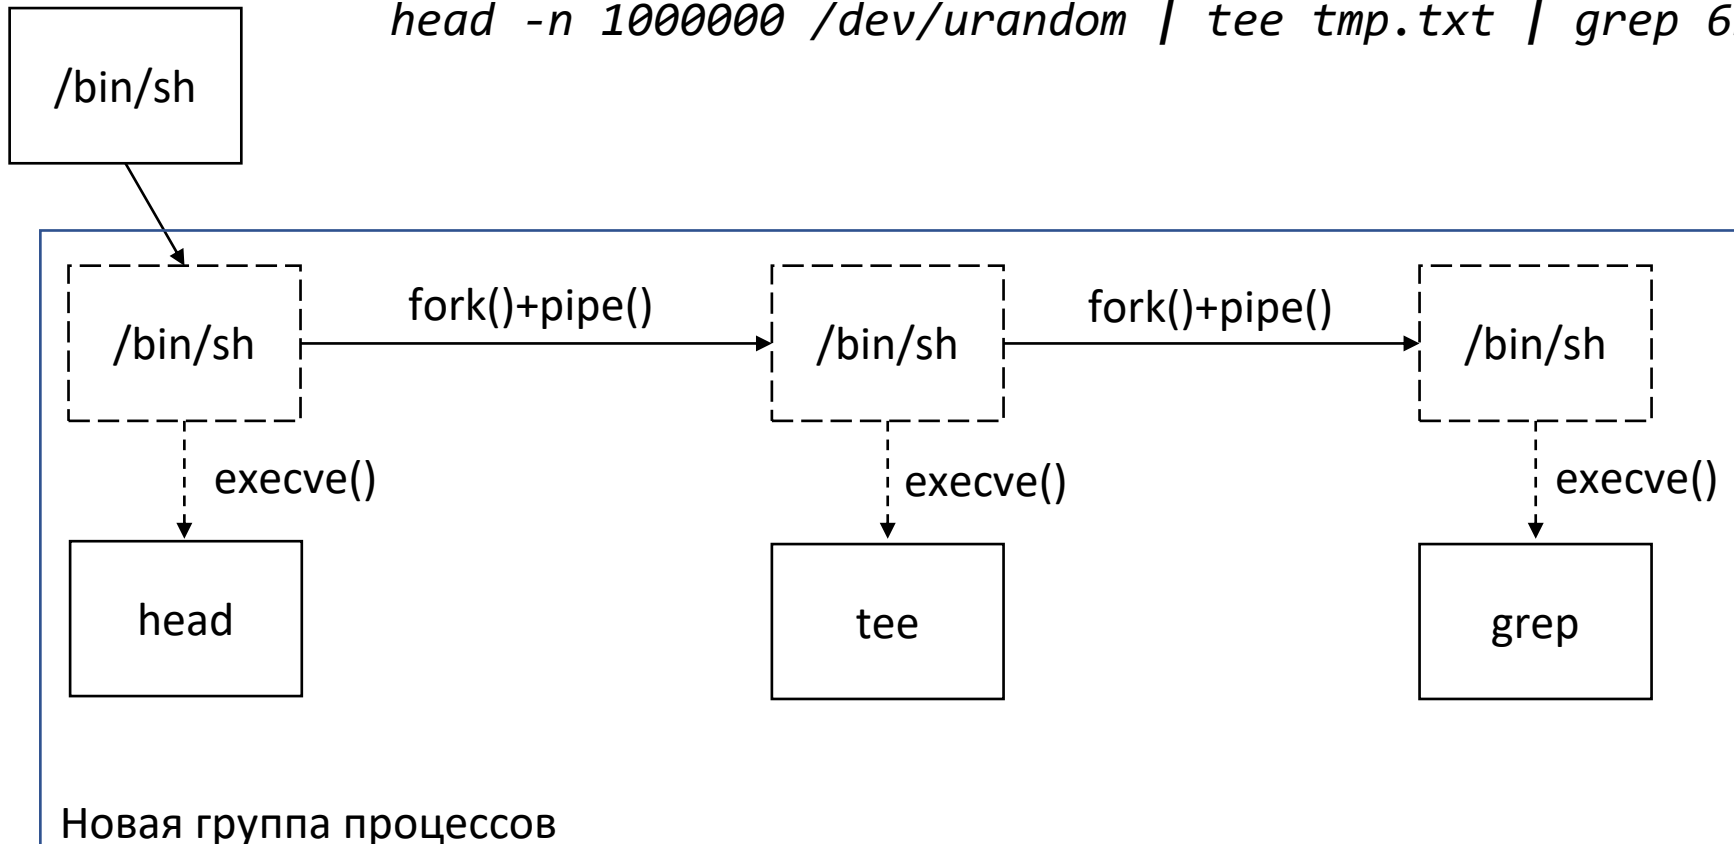 head -n 1000000 /dev/urandom | tee tmp.txt | grep 6
/bin/sh
fork()+pipe()
fork()+pipe()
/bin/sh
/bin/sh
/bin/sh
execve()
execve()
execve()
head
tee
grep
Новая группа процессов